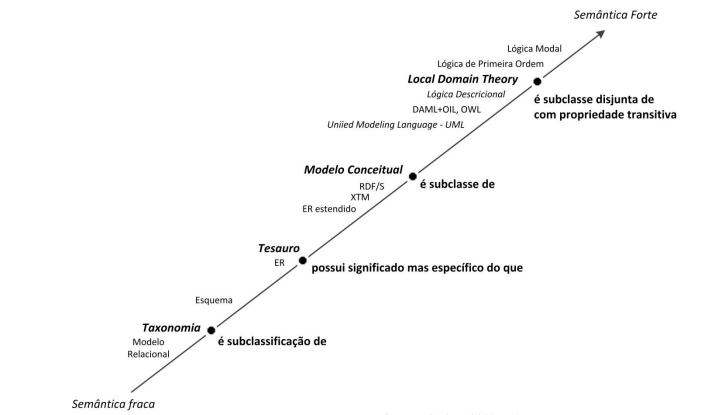 Semântica Forte
Lógica Modal
Lógica de Primeira Ordem
Local Domain Theory
é subclasse disjunta de
com propriedade transitiva
Lógica Descricional
DAML+OIL, OWL
Uniied Modeling Language - UML
Modelo Conceitual
é subclasse de
RDF/S
XTM
ER estendido
Tesauro
ER
possui significado mas específico do que
Esquema
Taxonomia
é subclassificação de
Modelo
Relacional
Semântica fraca